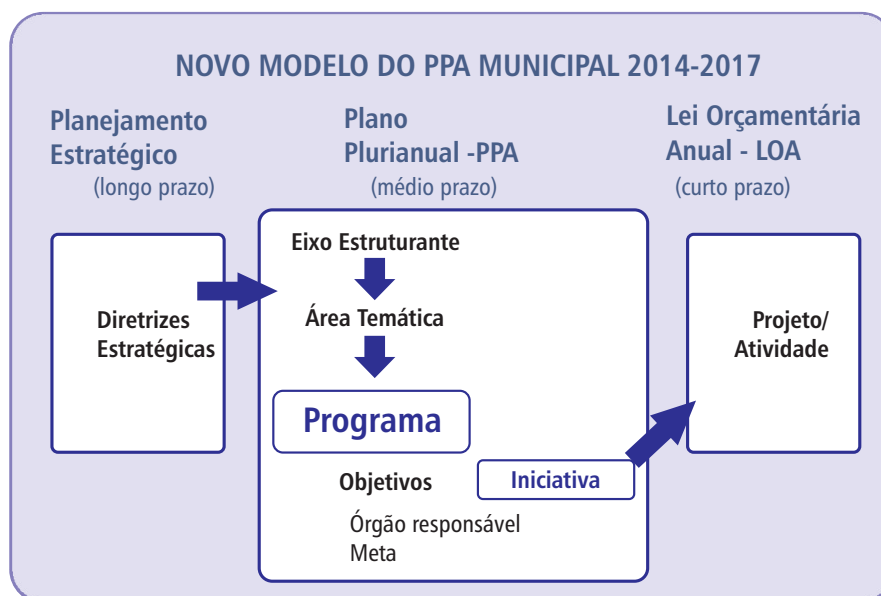 NOVO MODELO DO PPA MUNICIPAL 2014-2017
Planejamento
Estratégico
(longo prazo)
Plano
Plurianual -PPA
(médio prazo)
Lei Orçamentária
Anual - LOA
(curto prazo)
Diretrizes
Estratégicas
Eixo Estruturante
Área Temática
Programa
Objetivos
Iniciativa
Órgão responsável
Meta
Projeto/
Atividade